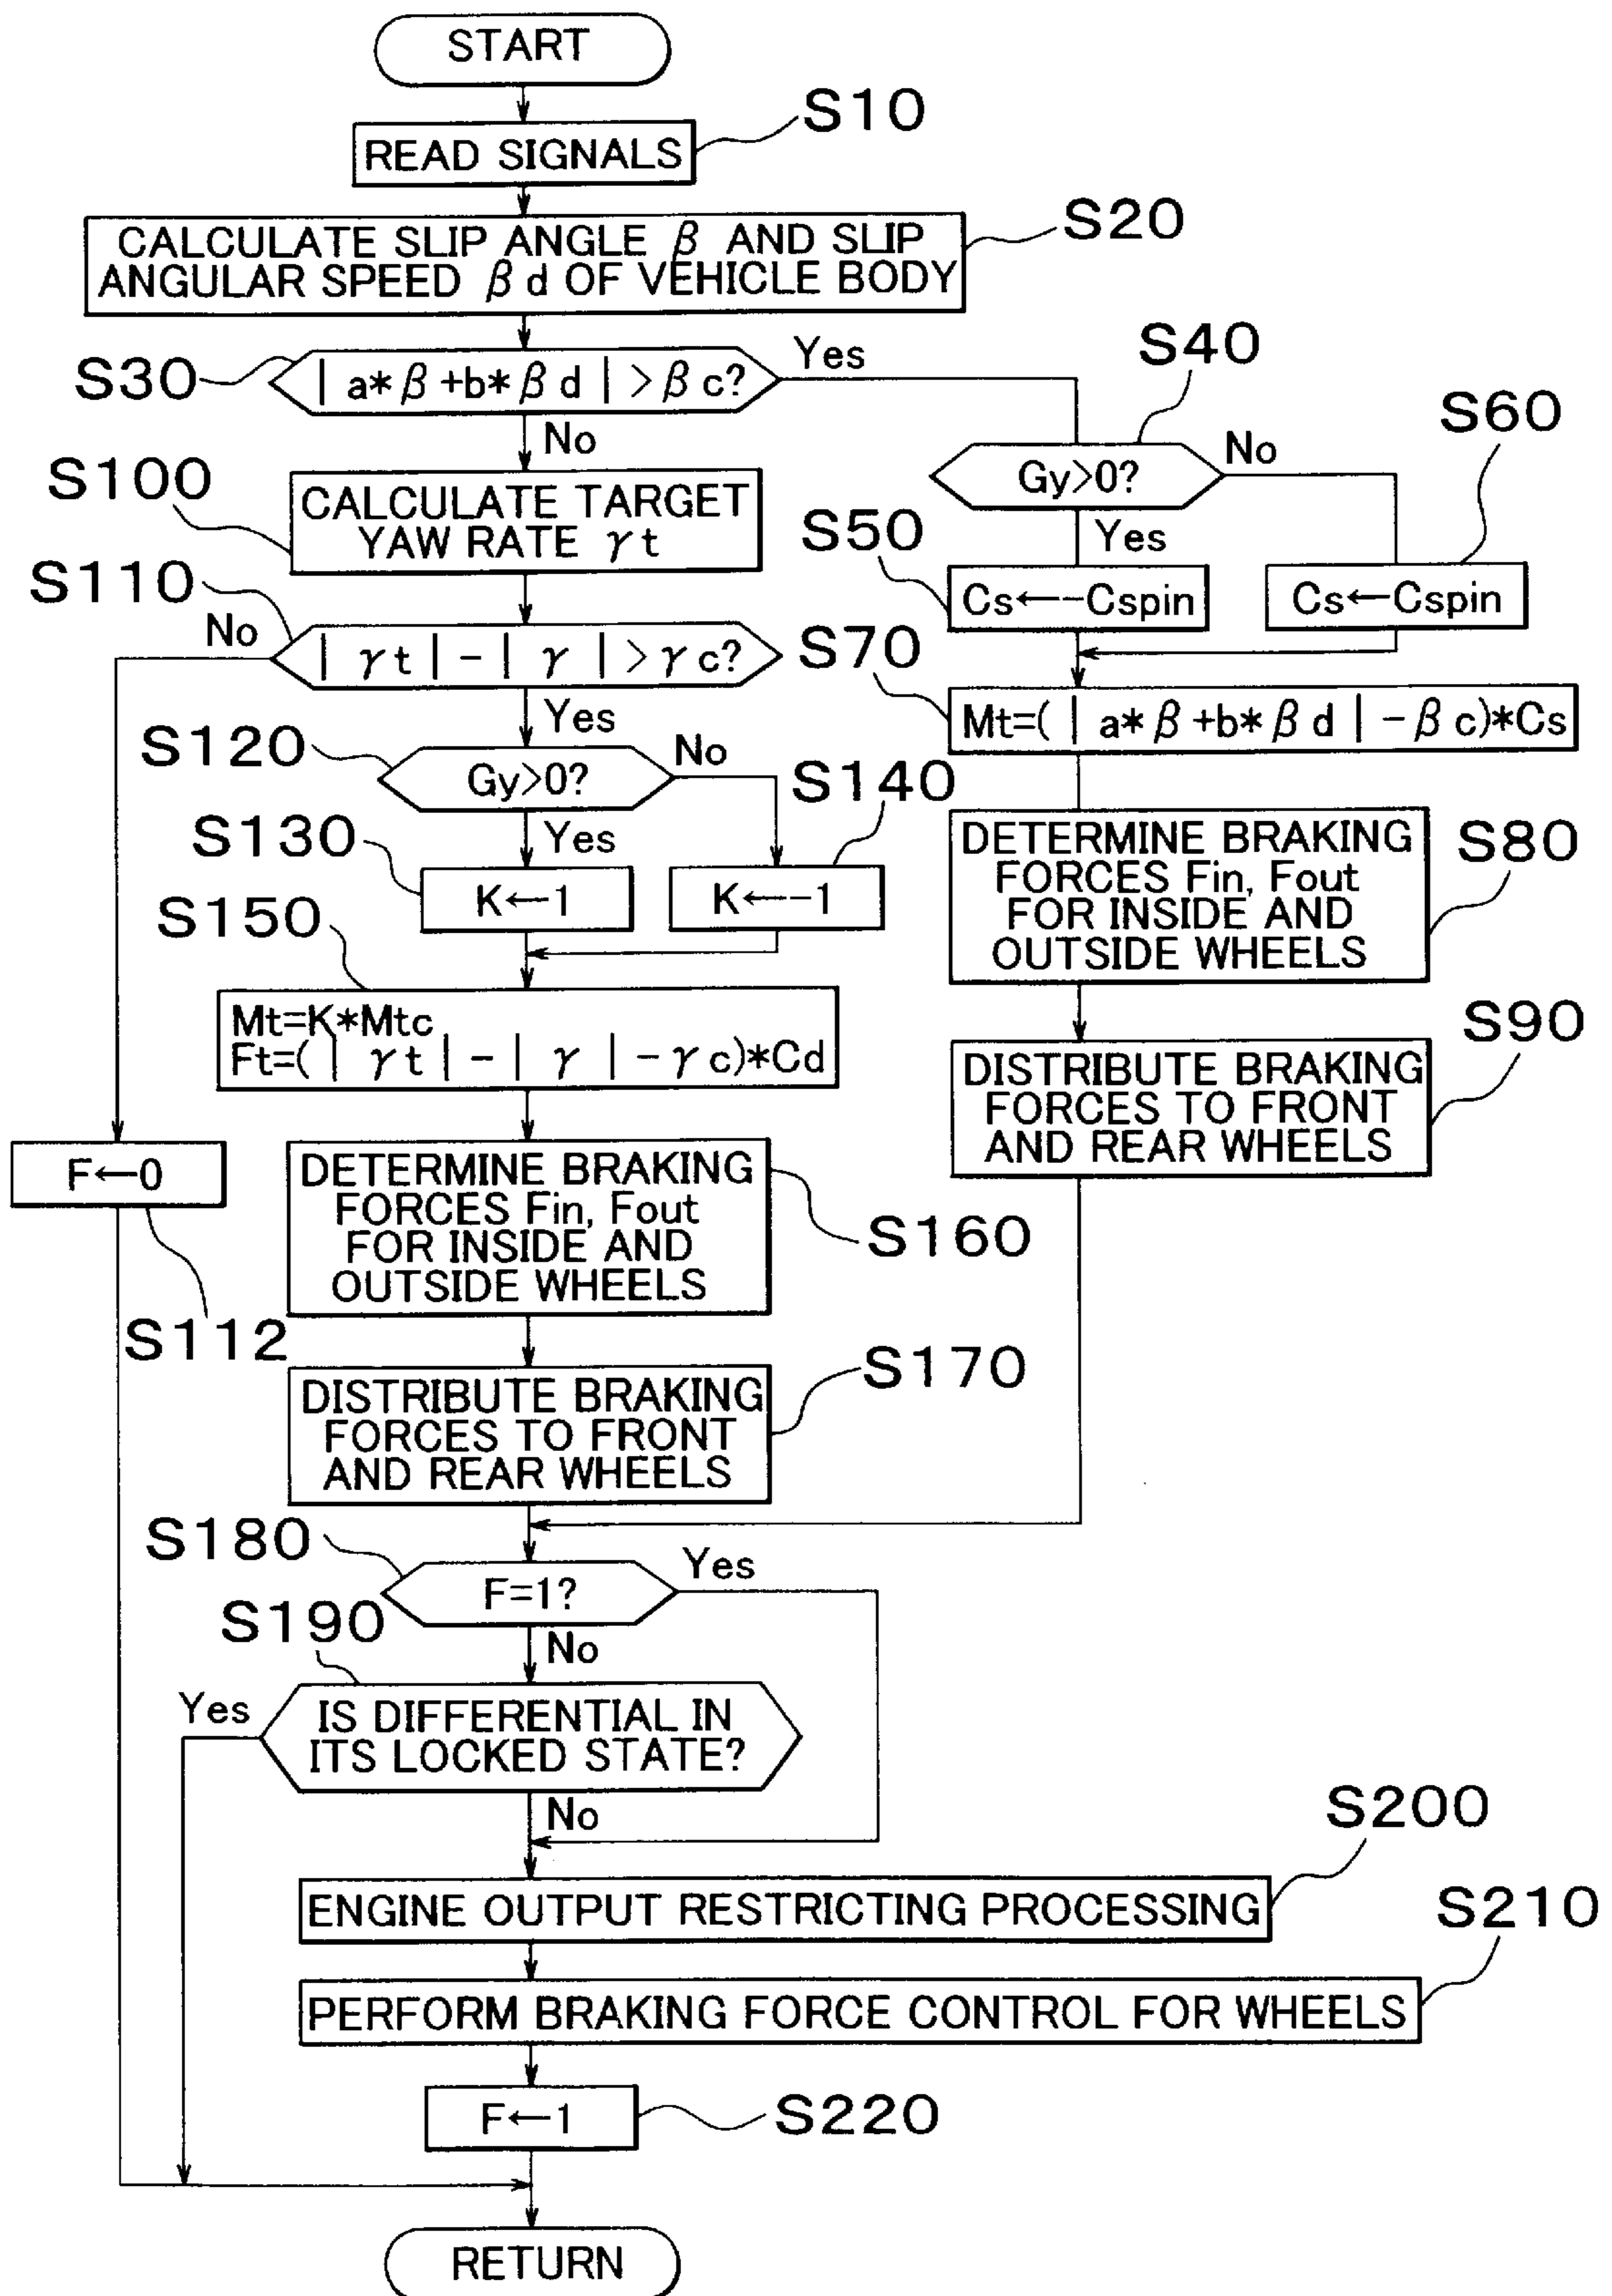 START
S10
READ SIGNALS
S20
CALCULATE SLIP ANGLE β AND SLIP
ANGULAR SPEED βd OF VEHICLE BODY
S30
| a*β+b*βd | >βc?
Yes
No
S40
Gy>0?
No
Yes
S50
Cs←-Cspin
S60
Cs←Cspin
S70
Mt=( | a*β+b*βd | -βc)*Cs
S80
DETERMINE BRAKING
FORCES Fin, Fout
FOR INSIDE AND
OUTSIDE WHEELS
S90
DISTRIBUTE BRAKING
FORCES TO FRONT
AND REAR WHEELS
S100
CALCULATE TARGET
YAW RATE γt
S110
No
| γt | - | γ | >γc?
Yes
S112
F←0
S120
Gy>0?
No
Yes
S130
K←1
S140
K←-1
S150
Mt=K*Mtc
Ft=( | γt | - | γ | -γc)*Cd
S160
DETERMINE BRAKING
FORCES Fin, Fout
FOR INSIDE AND
OUTSIDE WHEELS
S170
DISTRIBUTE BRAKING
FORCES TO FRONT
AND REAR WHEELS
S180
F=1?
Yes
No
S190
Yes
IS DIFFERENTIAL IN
ITS LOCKED STATE?
No
S200
ENGINE OUTPUT RESTRICTING PROCESSING
S210
PERFORM BRAKING FORCE CONTROL FOR WHEELS
F←1
S220
RETURN